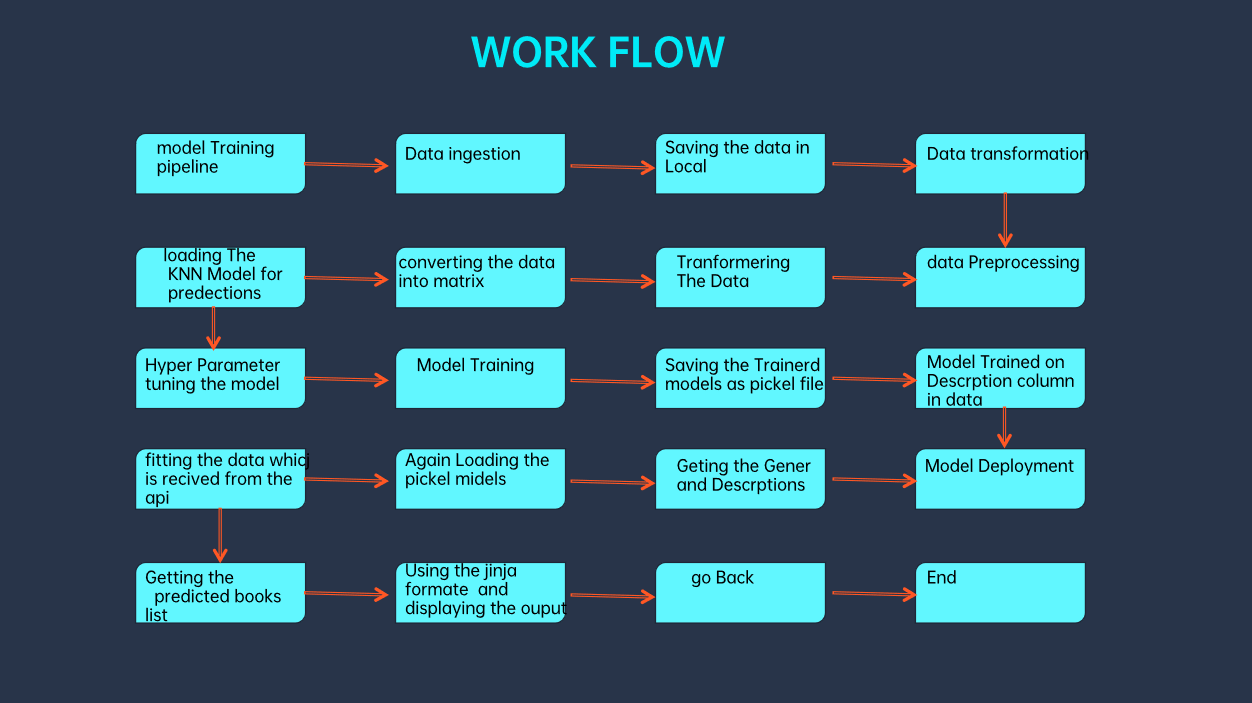 WORK FLOW
model Training
pipeline
Data ingestion
Saving the data in
Local
Data transformation
loading The
KNN Model for
predections
converting the data
into matrix
Tranformering
The Data
data Preprocessing
Hyper Parameter
tuning the model
Model Training
Saving the Trainerd
models as pickel file
Model Trained on
Descrption column
in data
fitting the data whicj
is recived from the
api
Again Loading the
pickel midels
Geting the Gener
and Descrptions
Model Deployment
Getting the
predicted books
list
Using the jinja
formate and
displaying the ouput
go Back
End